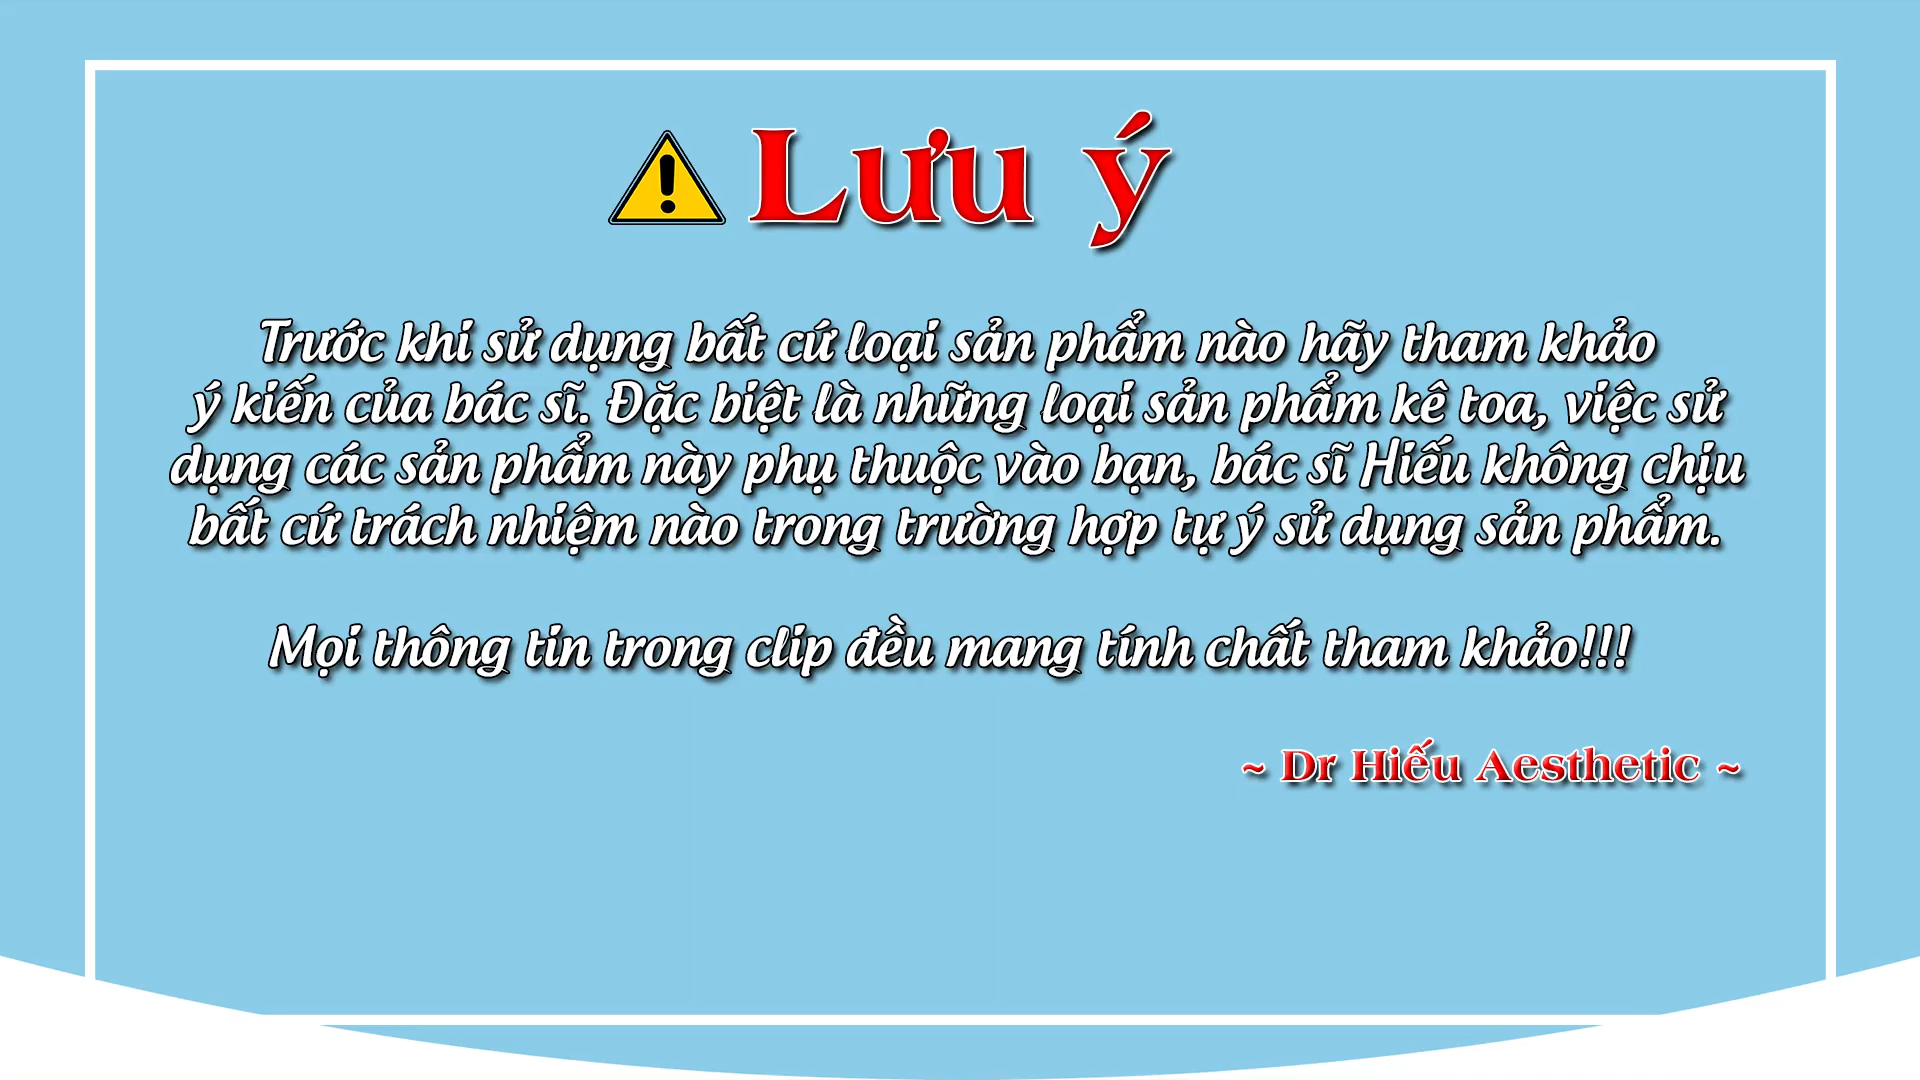 Lưu ý
Trước khi sử dụng bất cứ loại sản phẩm nào hãy tham khảo
ý kiến của bác sĩ. Đặc biệt là những loại sản phẩm kê toa, việc sử
dụng các sản phẩm này phụ thuộc vào bạn, bác sĩ Hiếu không chịu
bất cứ trách nhiệm nào trong trường hợp tự ý sử dụng sản phẩm.
Mọi thông tin trong clip đều mang tính chất tham khảo!!!
~ Dr Hiếu Aesthetic ~